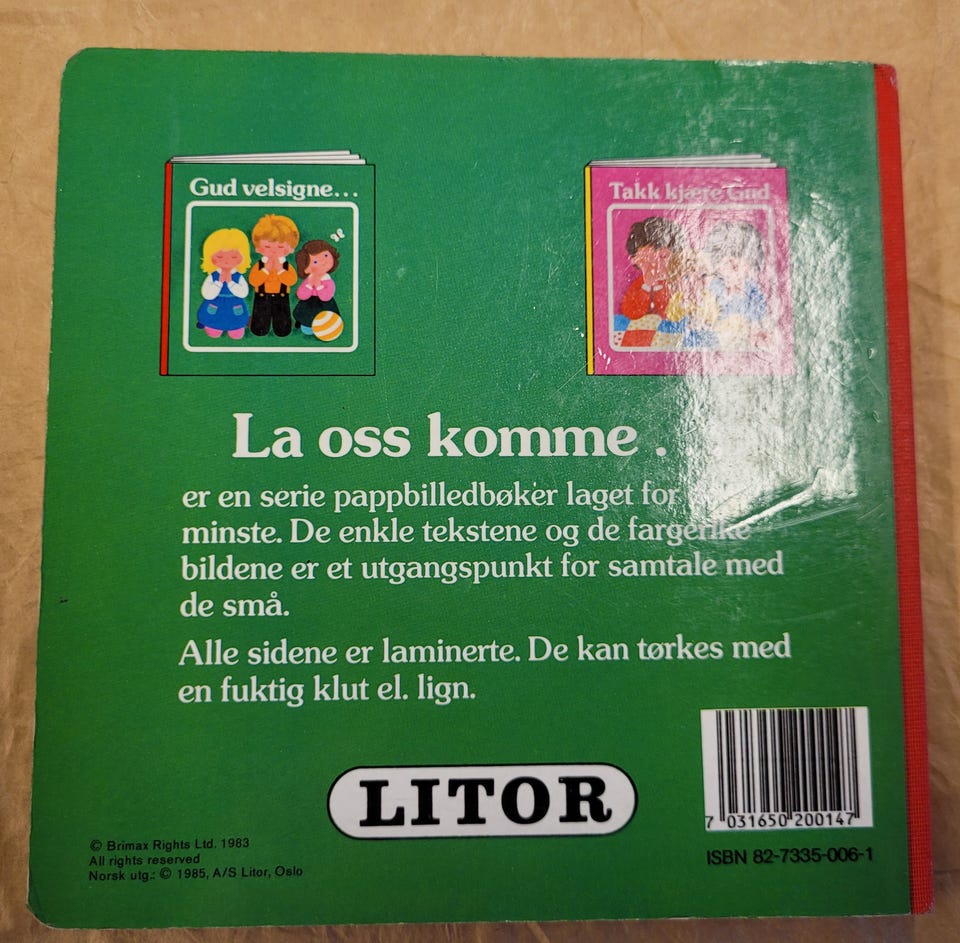 Gud velsigne...
Takk kjære Gud
La oss komme .
er en serie pappbilledbøker laget for
minste. De enkle tekstene og de fargerike
bildene er et utgangspunkt for samtale med
de små.
Alle sidene er laminerte. De kan tørkes med
en fuktig klut el. lign.
LITOR
© Brimax Rights Ltd. 1983
All rights reserved
Norsk utg.: © 1985, A/S Litor, Oslo
7 031650 200147
ISBN 82-7335-006-1